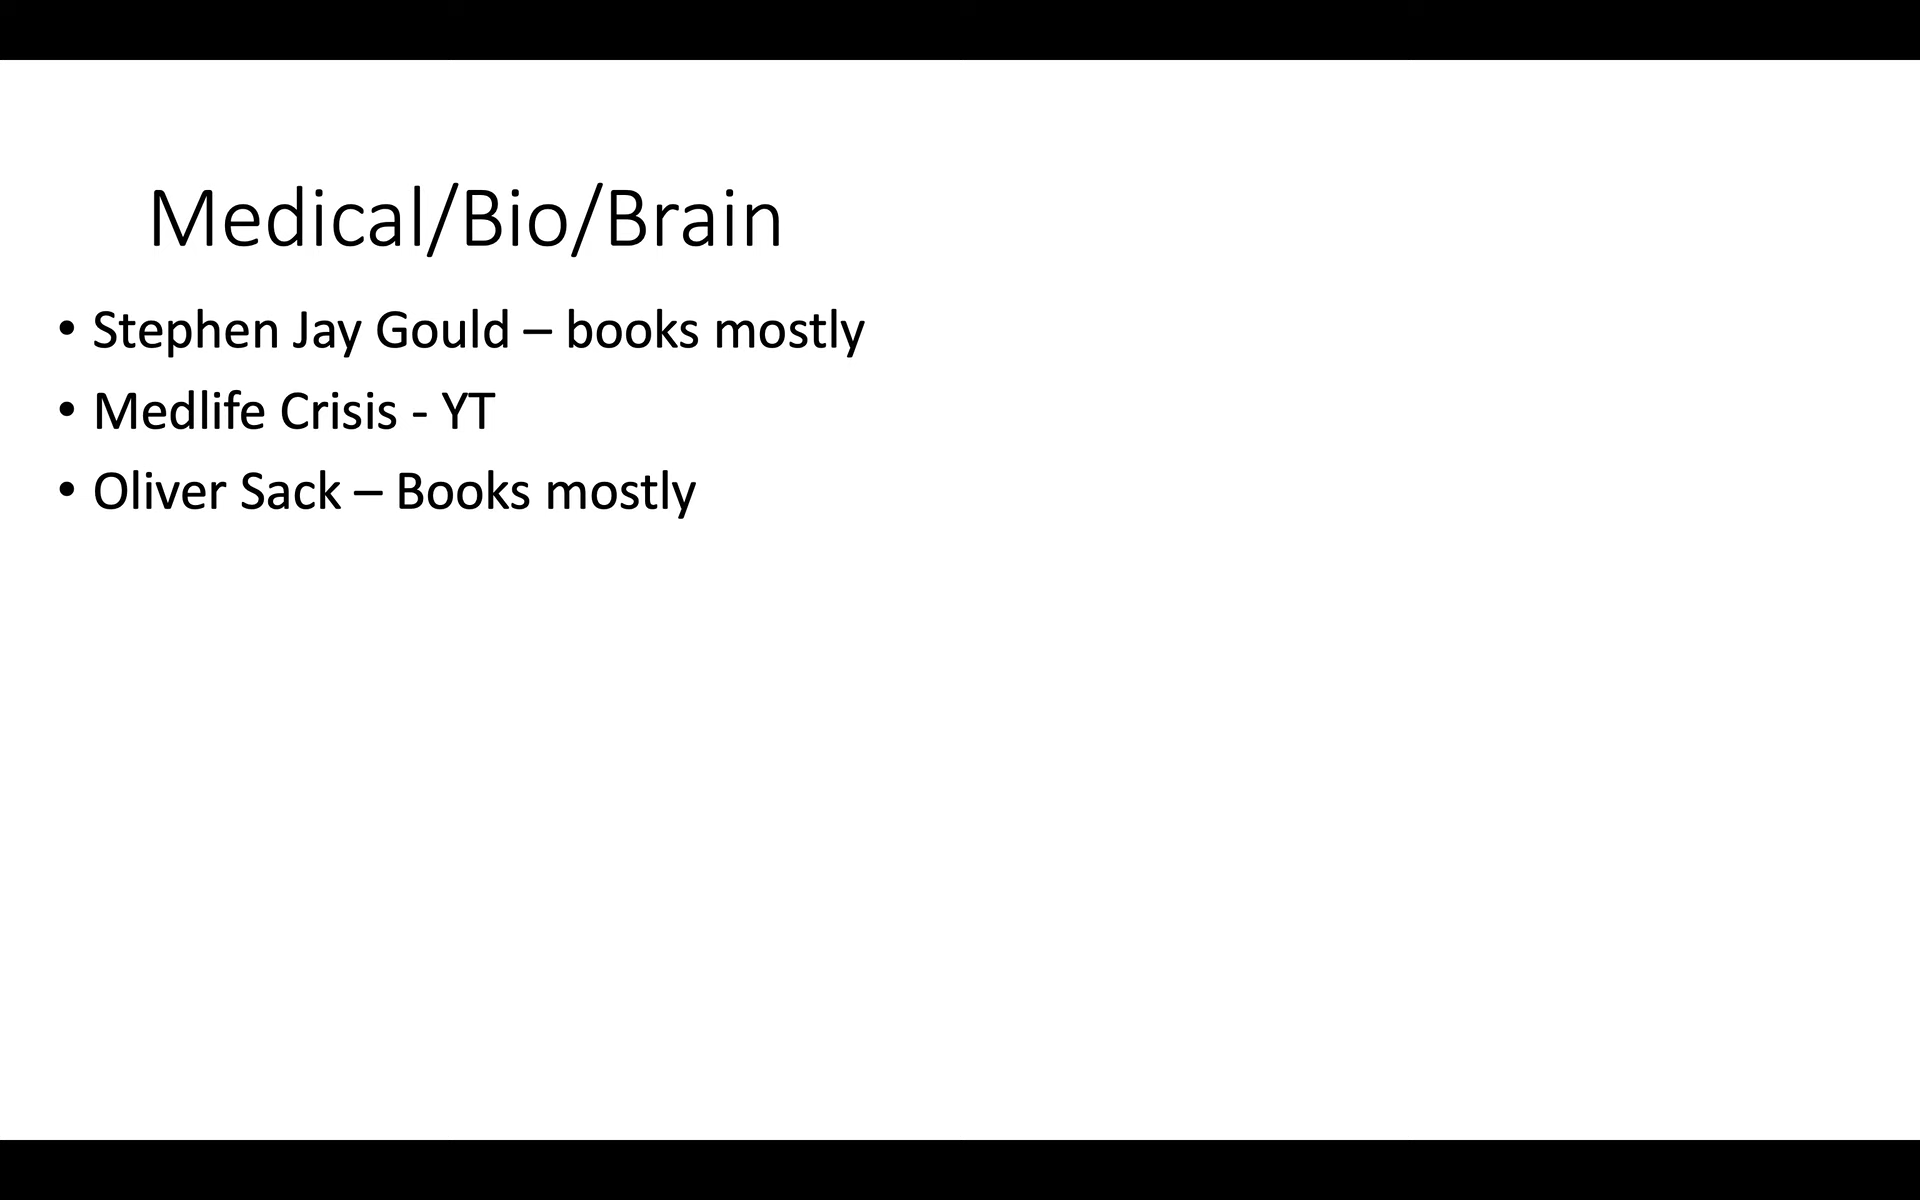 Medical/Bio/Brain
• Stephen Jay Gould – books mostly
• Medlife Crisis - YT
• Oliver Sack – Books mostly